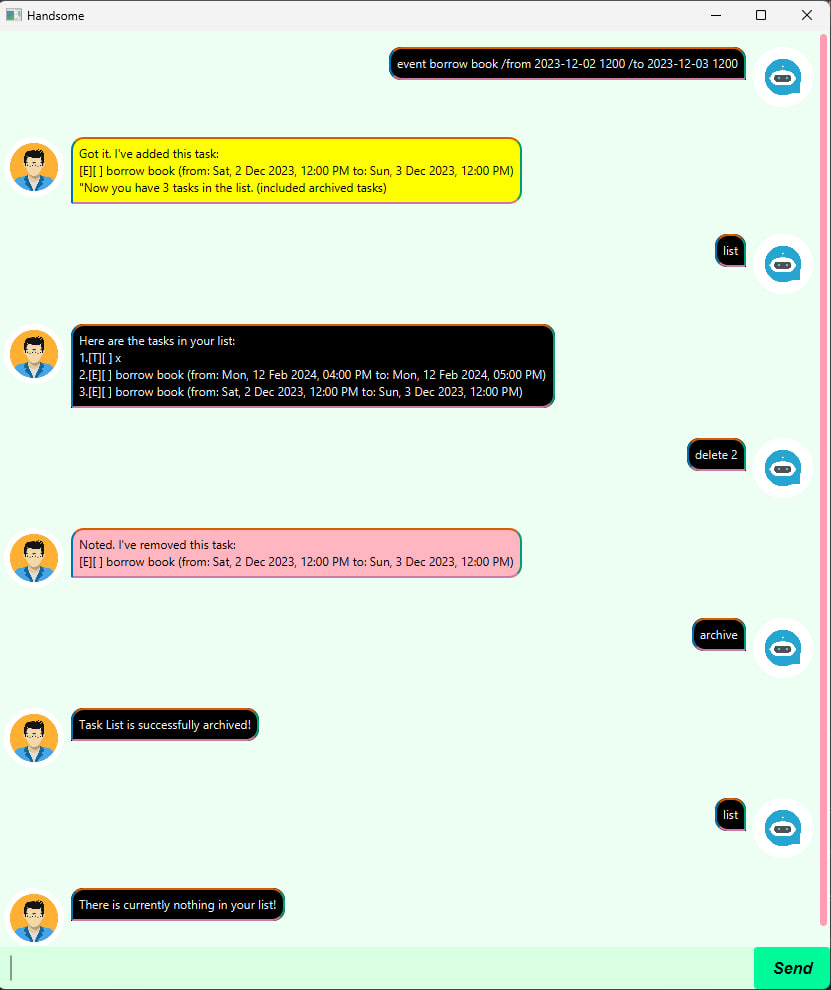 Handsome
event borrow book /from 2023-12-02 1200 /to 2023-12-03 1200
Got it. I've added this task:
[E][ ] borrow book (from: Sat, 2 Dec 2023, 12:00 PM to: Sun, 3 Dec 2023, 12:00 PM)
"Now you have 3 tasks in the list. (included archived tasks)
list
Here are the tasks in your list:
1.[T][ ] x
2.[E][ ] borrow book (from: Mon, 12 Feb 2024, 04:00 PM to: Mon, 12 Feb 2024, 05:00 PM)
3.[E][ ] borrow book (from: Sat, 2 Dec 2023, 12:00 PM to: Sun, 3 Dec 2023, 12:00 PM)
delete 2
Noted. I've removed this task:
[E][ ] borrow book (from: Sat, 2 Dec 2023, 12:00 PM to: Sun, 3 Dec 2023, 12:00 PM)
archive
Task List is successfully archived!
list
There is currently nothing in your list!
Send